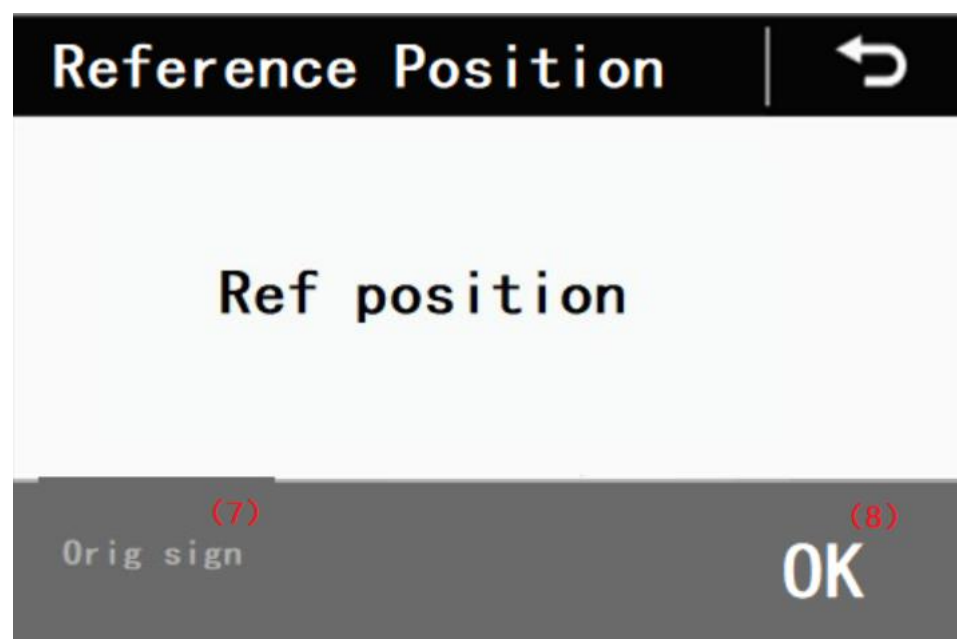 Reference Position
Ref position
(7)
(8)
Orig sign
OK